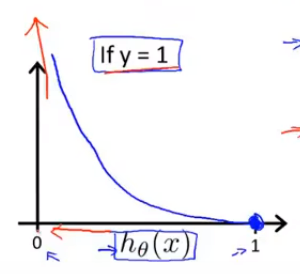 If y = 1
0 hθ(x) 1